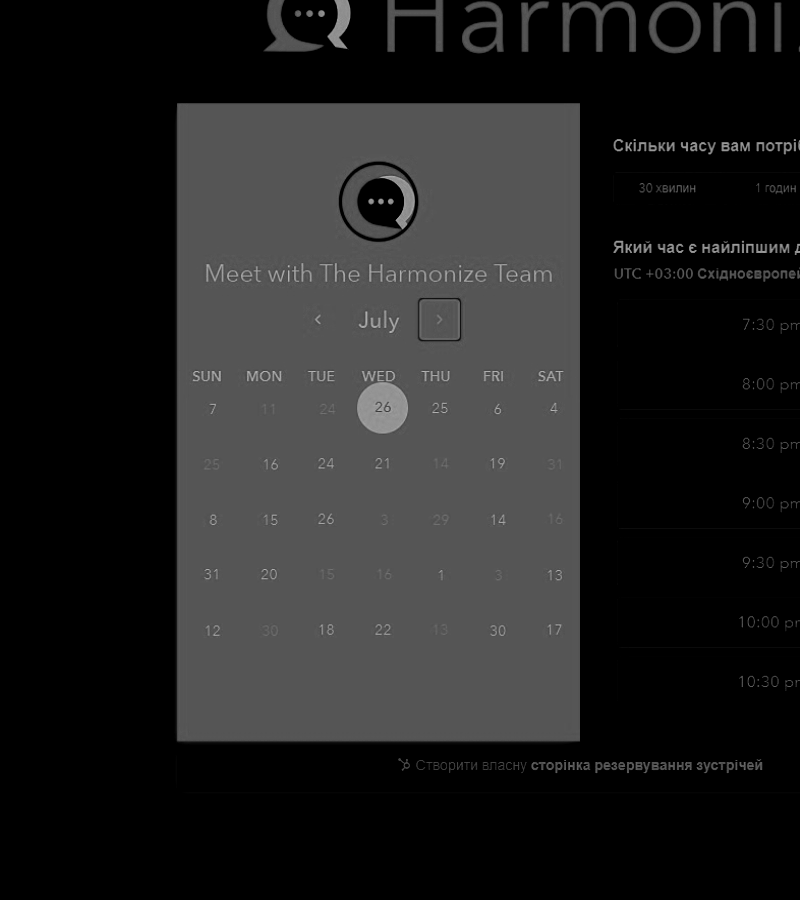 Harmoni
Meet with The Harmonize Team
July
SUN MON TUE WED THU FRI SAT
7 11 24 26 25 6 4
25 16 24 21 14 19 31
8 15 26 3 29 14 16
31 20 15 16 1 3 13
12 30 18 22 13 30 17
Скільки часу вам потріб
30 хвилин 1 годин
Який час є найліпшим д
UTC +03:00 Східноєвропей
7:30 pm
8:00 pm
8:30 pm
9:00 pm
9:30 pm
10:00 pm
10:30 pm
Створити власну сторінка резервування зустрічей